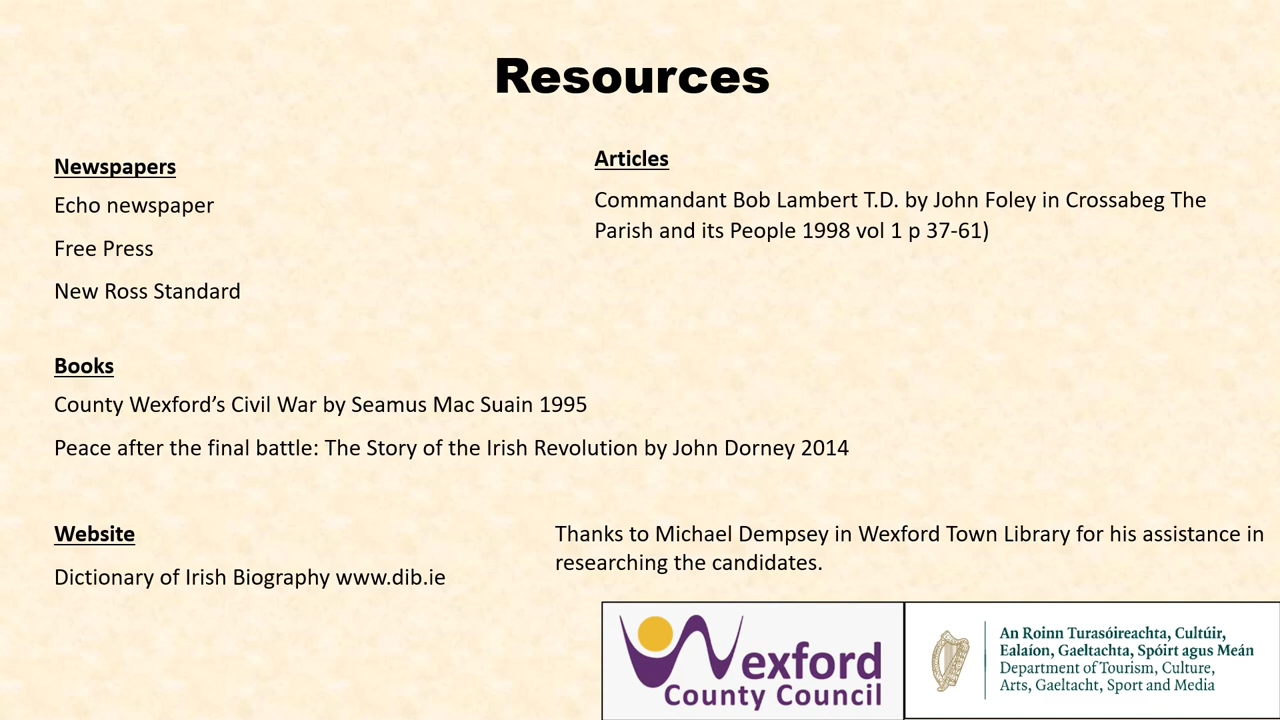 Resources
Newspapers
Echo newspaper
Free Press
New Ross Standard
Articles
Commandant Bob Lambert T.D. by John Foley in Crossabeg The
Parish and its People 1998 vol 1 p 37-61)
Books
County Wexford’s Civil War by Seamus Mac Suain 1995
Peace after the final battle: The Story of the Irish Revolution by John Dorney 2014
Website
Dictionary of Irish Biography www.dib.ie
Thanks to Michael Dempsey in Wexford Town Library for his assistance in
researching the candidates.
Wexford
County Council
An Roinn Turasóireachta, Cultúir,
Ealaíon, Gaeltachta, Spóirt agus Meán
Department of Tourism, Culture,
Arts, Gaeltacht, Sport and Media